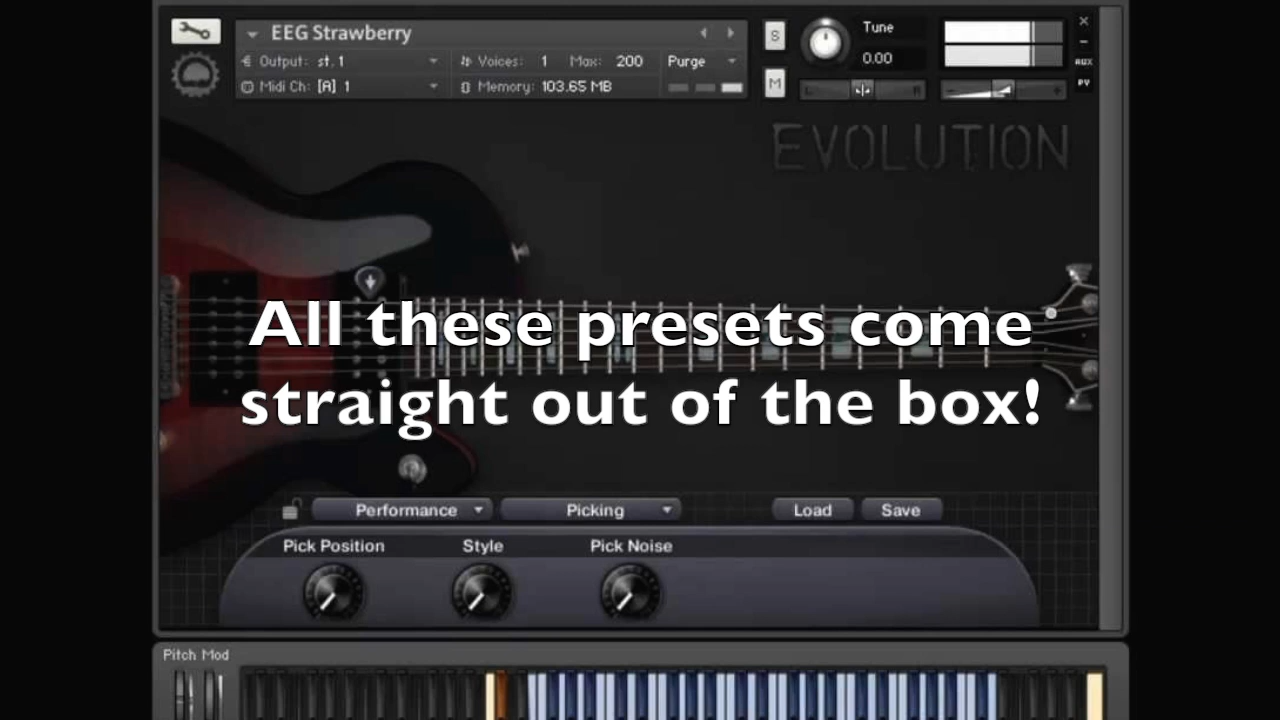 EEG Strawberry
Output: st.1
Voices: 1 Max: 200
Purge
Midi Ch: [A] 1
Memory: 103.65 MB
S
M
Tune
0.00
L R
- +
AUX
PV
EVOLUTION
All these presets come
straight out of the box!
Performance
Picking
Load
Save
Pick Position
Style
Pick Noise
Pitch Mod